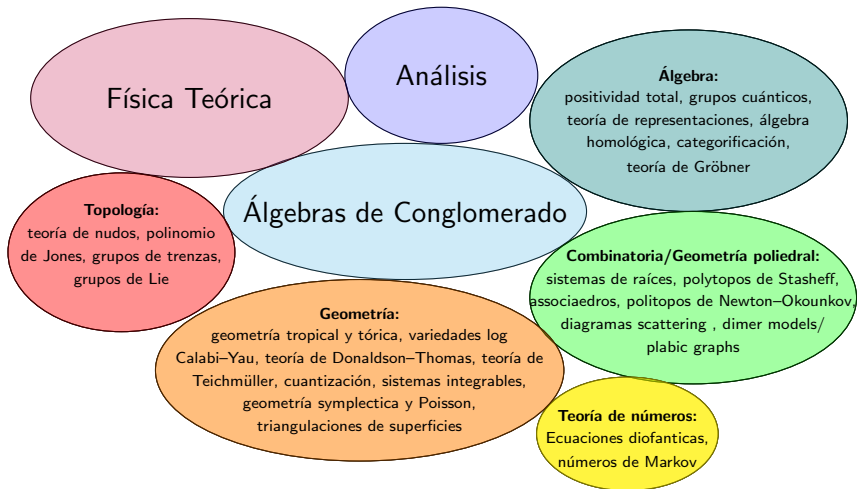 Física Teórica
Análisis
Álgebra:
positividad total, grupos cuánticos,
teoría de representaciones, álgebra
homológica, categorificación,
teoría de Gröbner
Álgebras de Conglomerado
Topología:
teoría de nudos, polinomio
de Jones, grupos de trenzas,
grupos de Lie
Combinatoria/Geometría poliedral:
sistemas de raíces, polytopos de Stasheff,
associaedros, politopos de Newton–Okounkov,
diagramas scattering , dimer models/
plabic graphs
Geometría:
geometría tropical y tórica, variedades log
Calabi–Yau, teoría de Donaldson–Thomas, teoría de
Teichmüller, cuantización, sistemas integrables,
geometría symplectica y Poisson,
triangulaciones de superficies
Teoría de números:
Ecuaciones diofanticas,
números de Markov